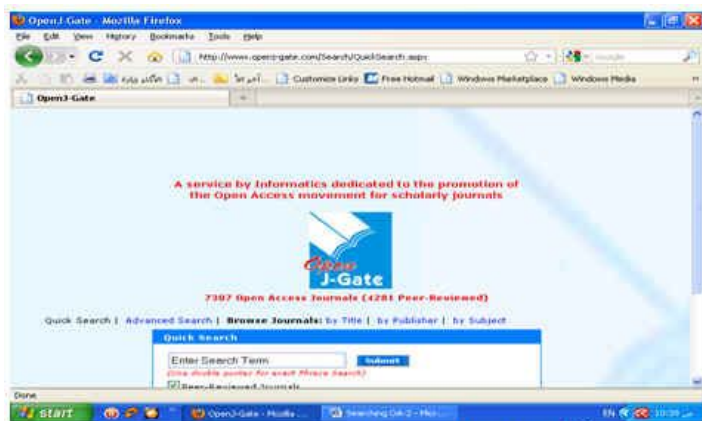 OpenJ-Gate - Mozilla Firefox
File Edit View History Bookmarks Tools Help
http://www.openj-gate.com/Search/QuickSearch.aspx
Customize Links Free Hotmail Windows Marketplace Windows Media
OpenJ-Gate
A service by Informatics dedicated to the promotion of
the Open Access movement for scholarly journals
Open
J-Gate
7307 Open Access Journals (4281 Peer-Reviewed)
Quick Search | Advanced Search | Browse Journals: by Title | by Publisher | by Subject
Quick Search
Enter Search Term Submit
(Use double quotes for exact Phrase Search)
Peer-Reviewed Journals
Done
start OpenJ-Gate - Mozilla ... EN